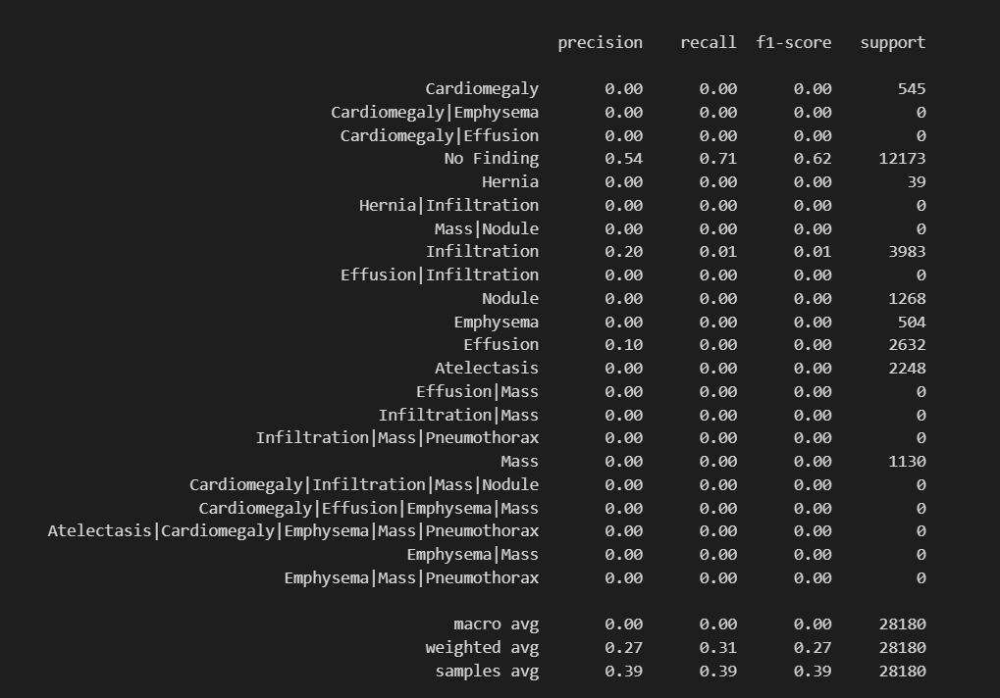 precision recall f1-score support
Cardiomegaly 0.00 0.00 0.00 545
Cardiomegaly|Emphysema 0.00 0.00 0.00 0
Cardiomegaly|Effusion 0.00 0.00 0.00 0
No Finding 0.54 0.71 0.62 12173
Hernia 0.00 0.00 0.00 39
Hernia|Infiltration 0.00 0.00 0.00 0
Mass|Nodule 0.00 0.00 0.00 0
Infiltration 0.20 0.01 0.01 3983
Effusion|Infiltration 0.00 0.00 0.00 0
Nodule 0.00 0.00 0.00 1268
Emphysema 0.00 0.00 0.00 504
Effusion 0.10 0.00 0.00 2632
Atelectasis 0.00 0.00 0.00 2248
Effusion|Mass 0.00 0.00 0.00 0
Infiltration|Mass 0.00 0.00 0.00 0
Infiltration|Mass|Pneumothorax 0.00 0.00 0.00 0
Mass 0.00 0.00 0.00 1130
Cardiomegaly|Infiltration|Mass|Nodule 0.00 0.00 0.00 0
Cardiomegaly|Effusion|Emphysema|Mass 0.00 0.00 0.00 0
Atelectasis|Cardiomegaly|Emphysema|Mass|Pneumothorax 0.00 0.00 0.00 0
Emphysema|Mass 0.00 0.00 0.00 0
Emphysema|Mass|Pneumothorax 0.00 0.00 0.00 0
macro avg 0.00 0.00 0.00 28180
weighted avg 0.27 0.31 0.27 28180
samples avg 0.39 0.39 0.39 28180